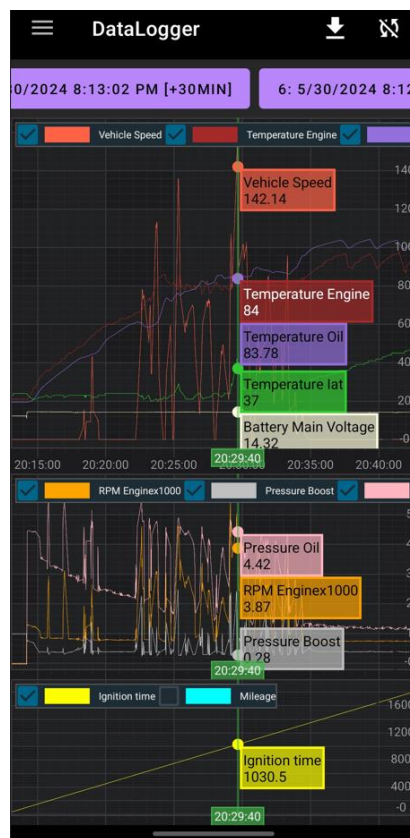 DataLogger
0/2024 8:13:02 PM [+30MIN]
6: 5/30/2024 8:12
Vehicle Speed
Temperature Engine
140
Vehicle Speed
142.14
120
100
80
Temperature Engine
84
60
Temperature Oil
83.78
40
Temperature Iat
37
20
Battery Main Voltage
14.32
-0
20:15:00 20:20:00 20:25:00 20:35:00 20:40:00
20:29:40
RPM Enginex1000
Pressure Boost
Pressure Oil
4.42
RPM Enginex1000
3.87
Pressure Boost
0.28
20:29:40
Ignition time
Mileage
1600
1200
Ignition time
1030.5
800
400
-0
20:29:40